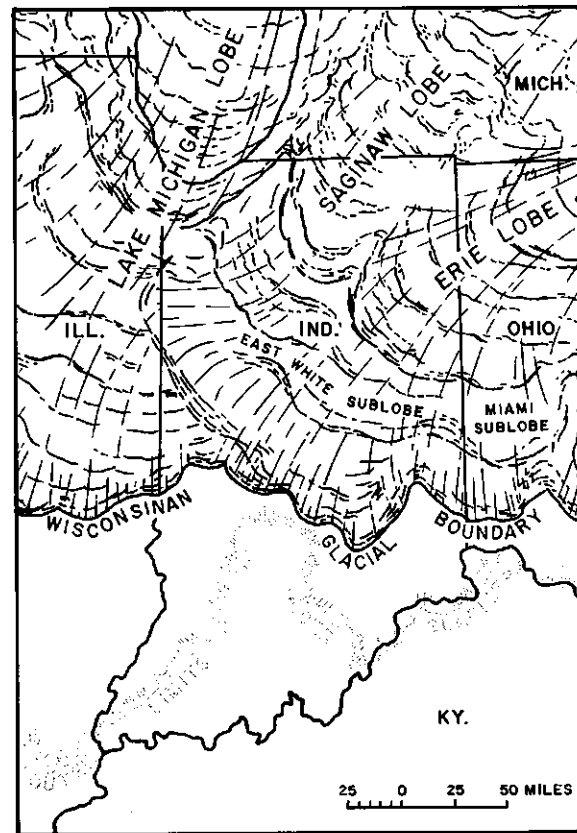 LAKE MICHIGAN LOBE
SAGINAW LOBE
MICH.
ERIE LOBE
ILL.
IND.
OHIO
EAST WHITE SUBLOBE
MIAMI
SUBLOBE
WISCONSINAN GLACIAL BOUNDARY
KY.
25 0 25 50 MILES